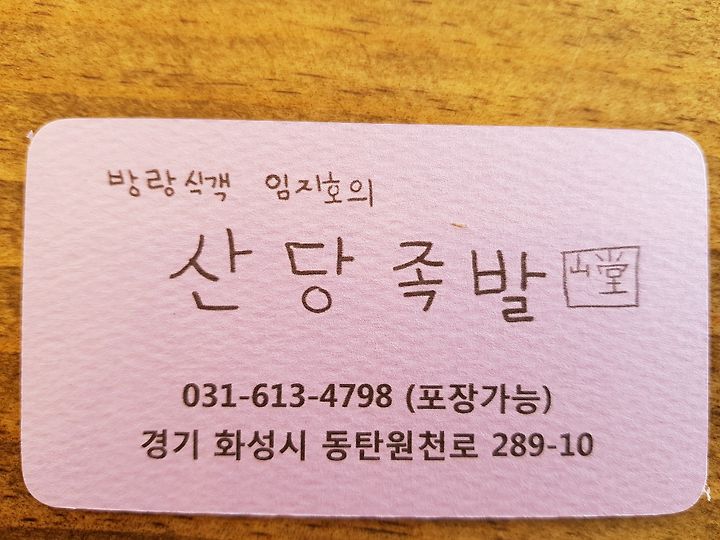 방랑식객 임지호의
산당족발 山堂
031-613-4798 (포장가능)
경기 화성시 동탄원천로 289-10